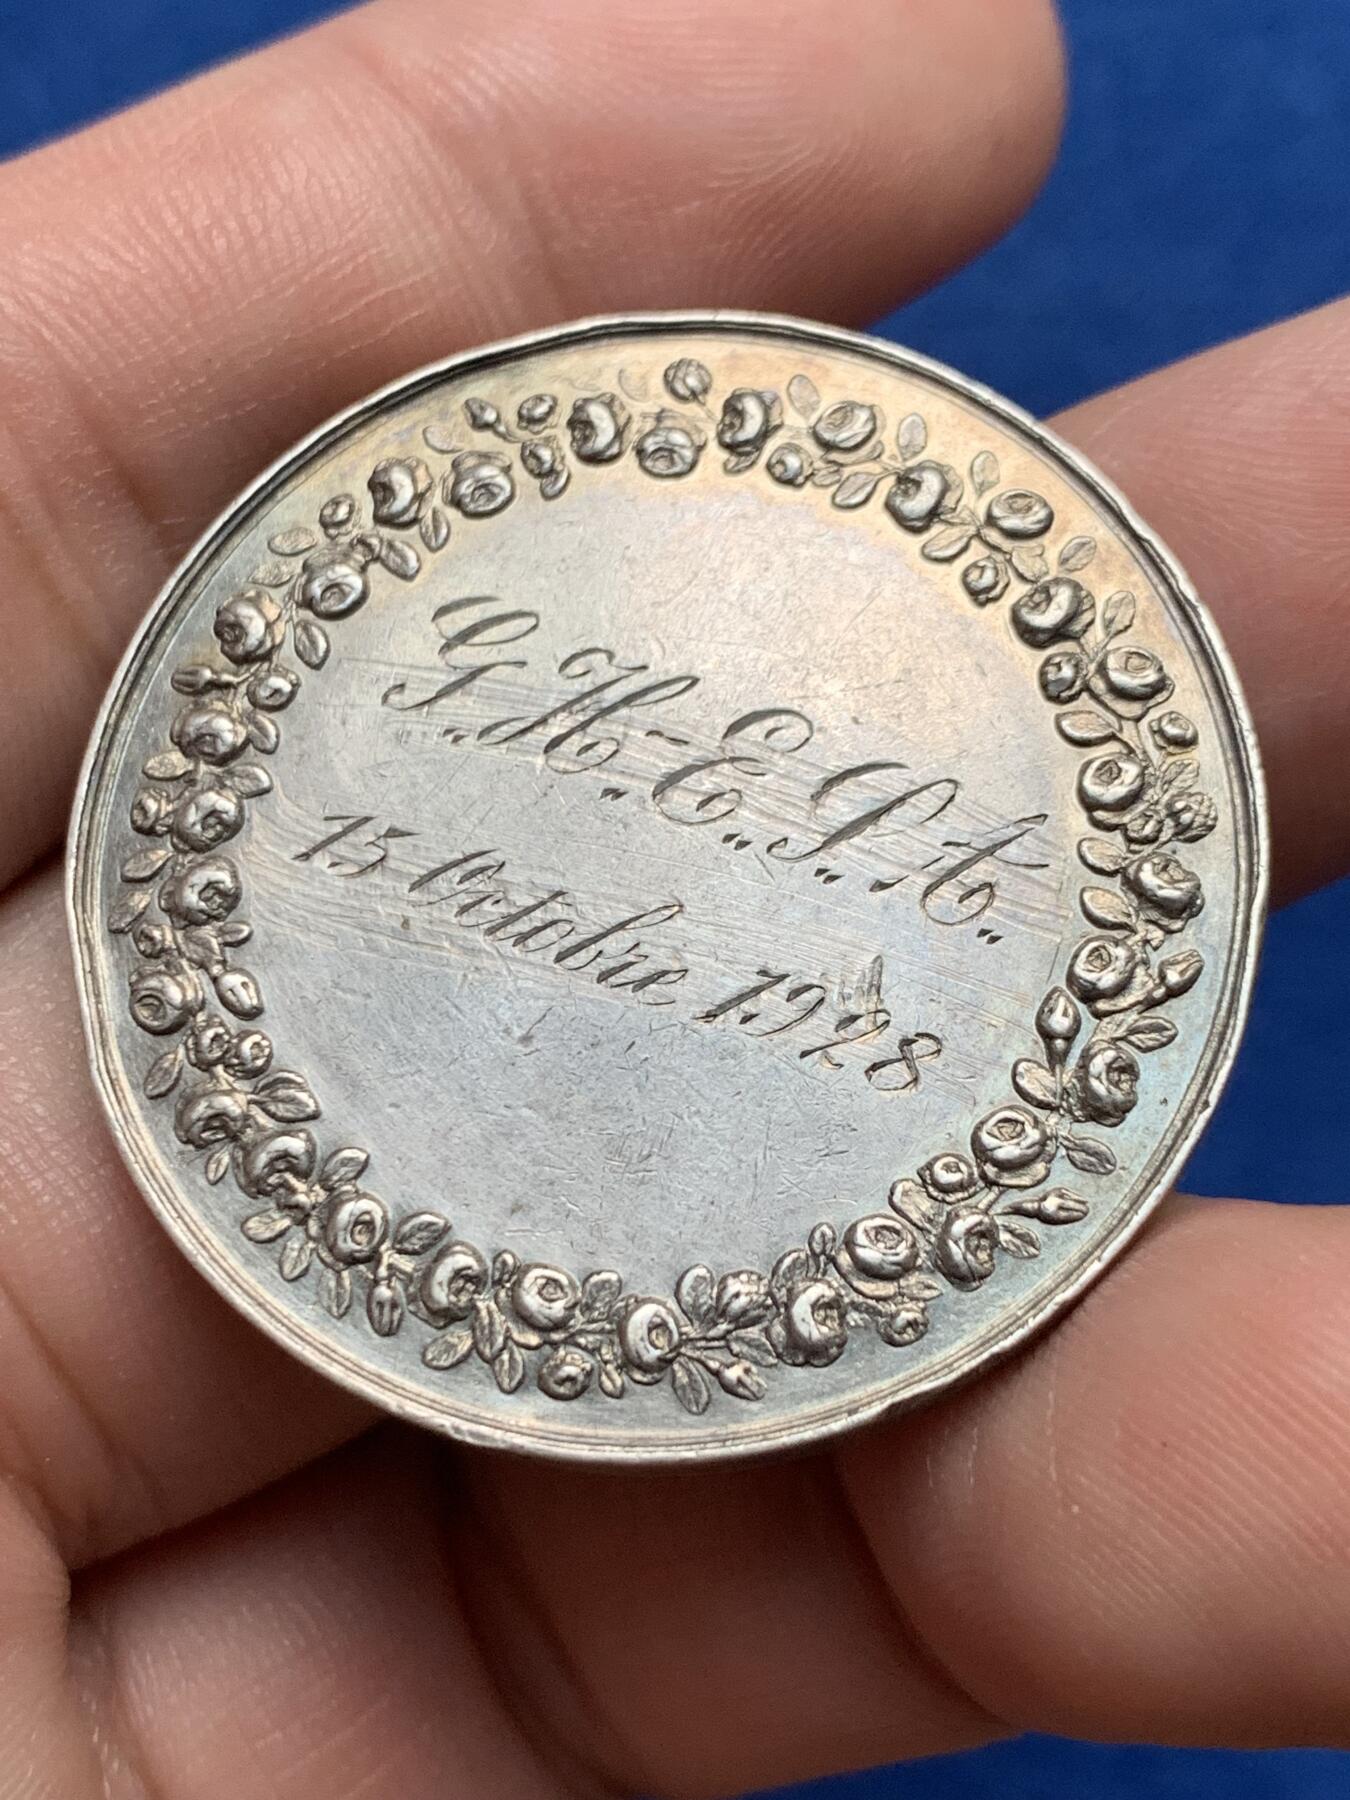 G. H - E. S. A.
15 Octobre 1928